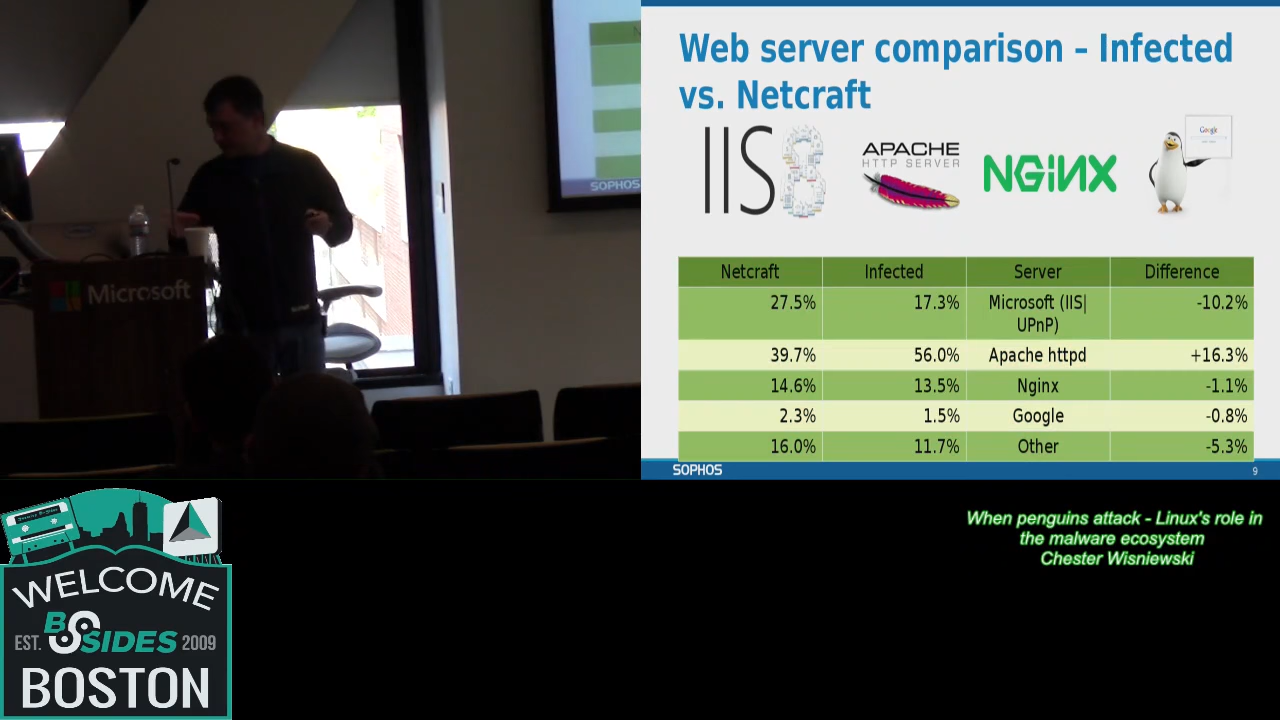 Microsoft
SOPHOS
Web server comparison – Infected
vs. Netcraft
IIS8
APACHE
HTTP SERVER
NGiNX
Google
Netcraft Infected Server Difference
27.5% 17.3% Microsoft (IIS| -10.2%
UPnP)
39.7% 56.0% Apache httpd +16.3%
14.6% 13.5% Nginx -1.1%
2.3% 1.5% Google -0.8%
16.0% 11.7% Other -5.3%
SOPHOS 9
When penguins attack - Linux's role in
the malware ecosystem
Chester Wisniewski
WELCOME
EST. BSIDES 2009
BOSTON